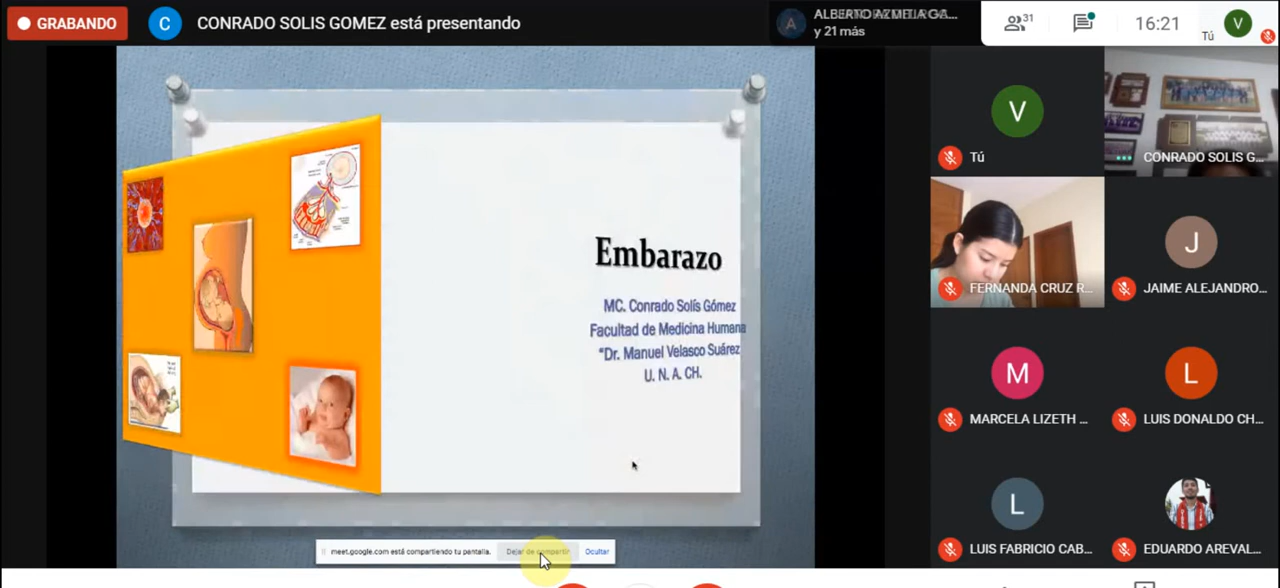 GRABANDO
C
CONRADO SOLIS GOMEZ está presentando
A
y 21 más
31
16:21
Tú
V
Embarazo
MC. Conrado Solís Gómez
Facultad de Medicina Humana
"Dr. Manuel Velasco Suárez
U. N. A. CH.
meet.google.com está compartiendo tu pantalla.
Dejar de compartir
Ocultar
V
Tú
CONRADO SOLIS G...
FERNANDA CRUZ R...
J
JAIME ALEJANDRO...
M
MARCELA LIZETH ...
L
LUIS DONALDO CH...
L
LUIS FABRICIO CAB...
EDUARDO AREVAL...